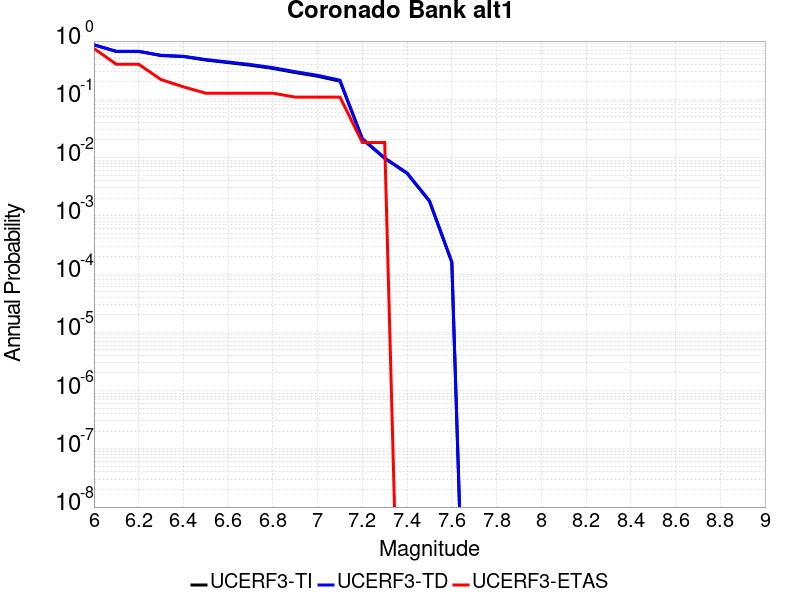 Coronado Bank alt1
10^0
10^-1
10^-2
10^-3
10^-4
10^-5
10^-6
10^-7
10^-8
Annual Probability
6 6.2 6.4 6.6 6.8 7 7.2 7.4 7.6 7.8 8 8.2 8.4 8.6 8.8 9
Magnitude
UCERF3-TI UCERF3-TD UCERF3-ETAS